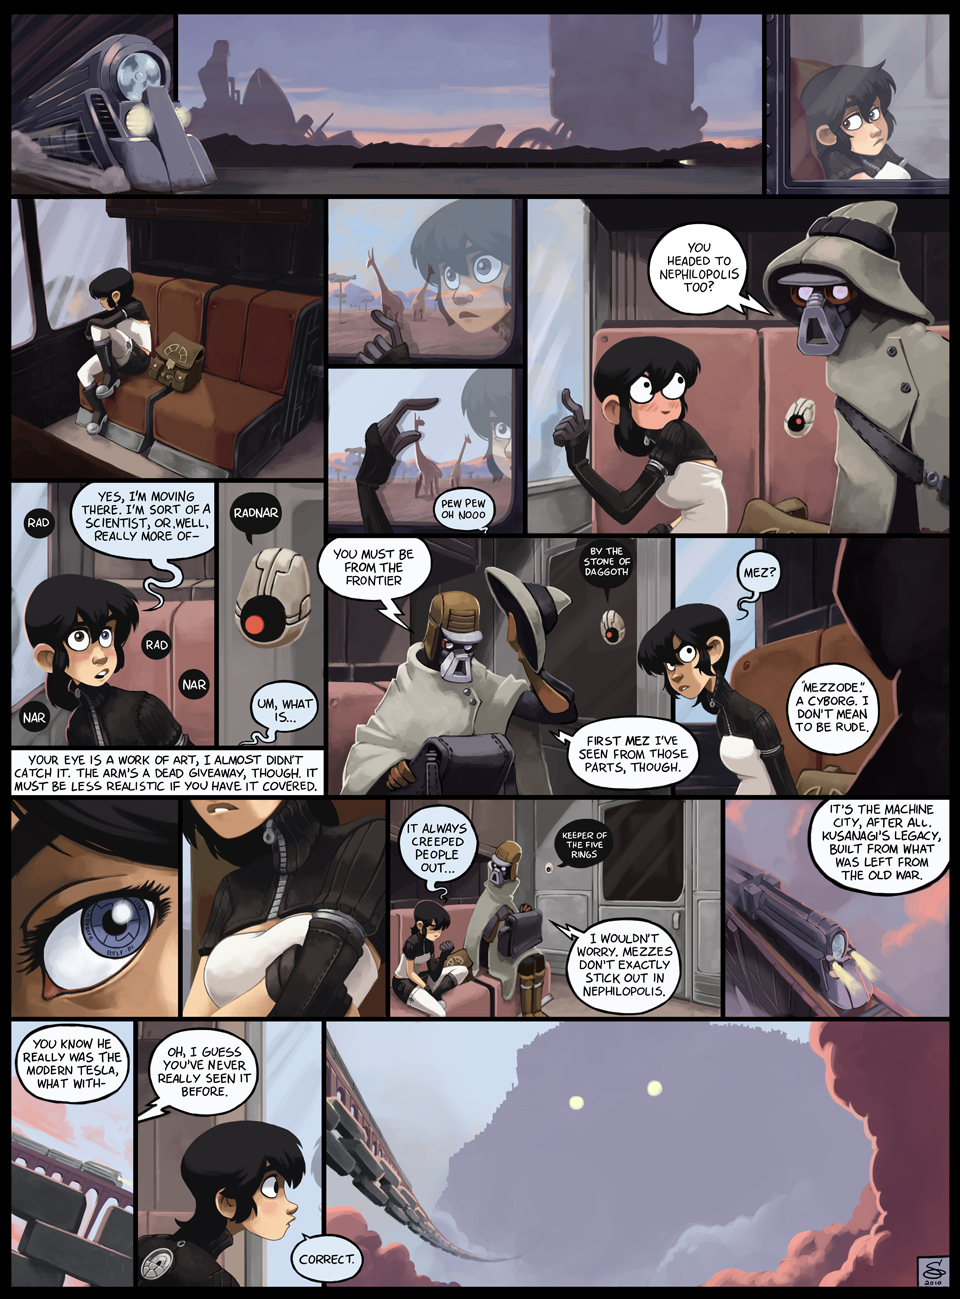 YOU
HEADED TO
NEPHILOPOLIS
TOO?
PEW PEW
OH NOOO
RAD
YES, I'M MOVING
THERE. I'M SORT OF A
SCIENTIST, OR WELL,
REALLY MORE OF-
RAD
NAR
NAR
RADNAR
UM, WHAT
IS...
YOUR EYE IS A WORK OF ART, I ALMOST DIDN'T
CATCH IT. THE ARM'S A DEAD GIVEAWAY, THOUGH. IT
MUST BE LESS REALISTIC IF YOU HAVE IT COVERED.
YOU MUST BE
FROM THE
FRONTIER
BY THE
STONE OF
DAGGOTH
FIRST MEZ I'VE
SEEN FROM THOSE
PARTS, THOUGH.
MEZ?
"MEZZODE."
A CYBORG. I
DON'T MEAN
TO BE RUDE.
IT ALWAYS
CREEPED
PEOPLE
OUT...
KEEPER OF
THE FIVE
RINGS
I WOULDN'T
WORRY. MEZZES
DON'T EXACTLY
STICK OUT IN
NEPHILOPOLIS.
IT'S THE MACHINE
CITY, AFTER ALL.
KUSANAGI'S LEGACY,
BUILT FROM WHAT
WAS LEFT FROM
THE OLD WAR.
YOU KNOW HE
REALLY WAS THE
MODERN TESLA,
WHAT WITH-
OH, I GUESS
YOU'VE NEVER
REALLY SEEN IT
BEFORE.
CORRECT.
2010